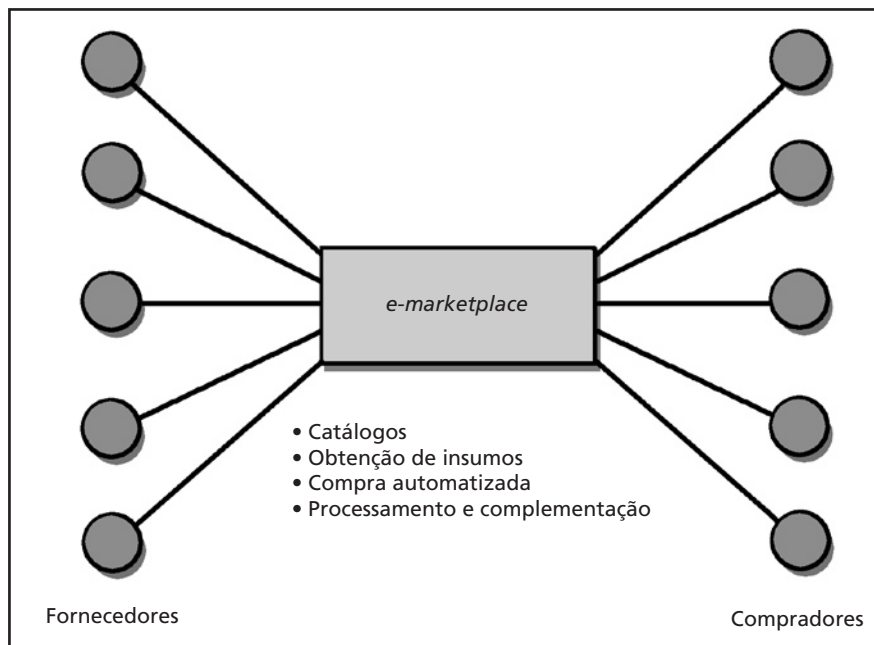 e-marketplace
• Catálogos
• Obtenção de insumos
• Compra automatizada
• Processamento e complementação
Fornecedores
Compradores